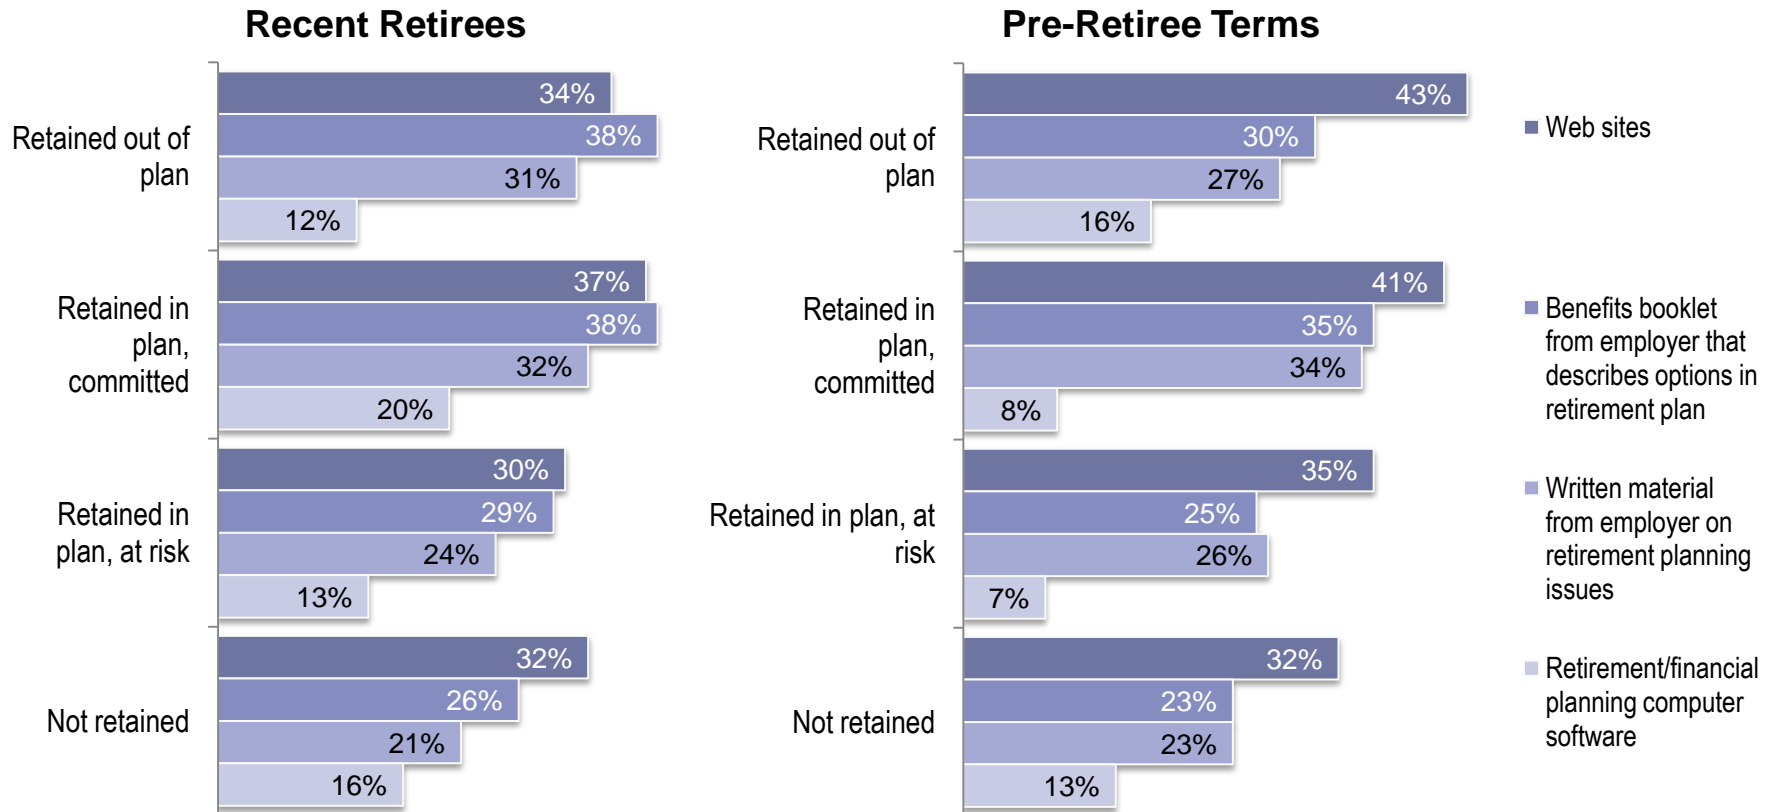 Recent Retirees
Retained out of
plan
34%
38%
31%
12%
Retained in
plan,
committed
37%
38%
32%
20%
Retained in
plan, at risk
30%
29%
24%
13%
Not retained
32%
26%
21%
16%
Pre-Retiree Terms
Retained out of
plan
43%
30%
27%
16%
Retained in
plan,
committed
41%
35%
34%
8%
Retained in plan, at
risk
35%
25%
26%
7%
Not retained
32%
23%
23%
13%
Web sites
Benefits booklet
from employer that
describes options in
retirement plan
Written material
from employer on
retirement planning
issues
Retirement/financial
planning computer
software